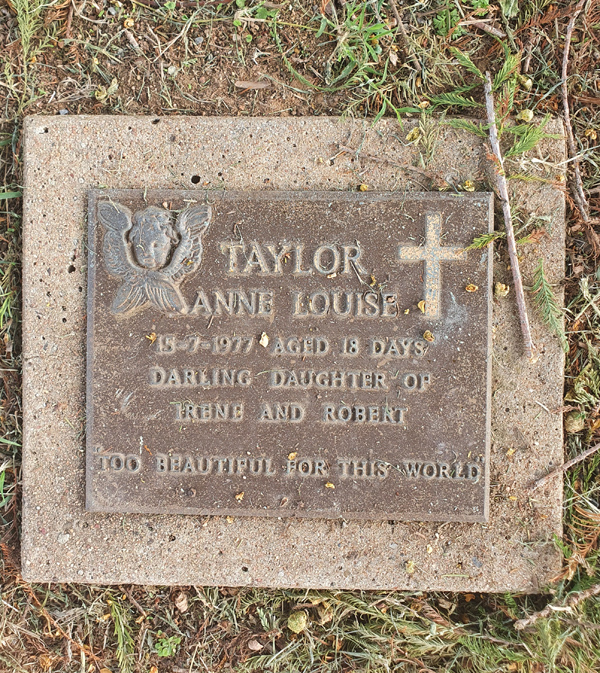 TAYLOR
ANNE LOUISE
15-7-1977 AGED 18 DAYS
DARLING DAUGHTER OF
IRENE AND ROBERT
TOO BEAUTIFUL FOR THIS WORLD